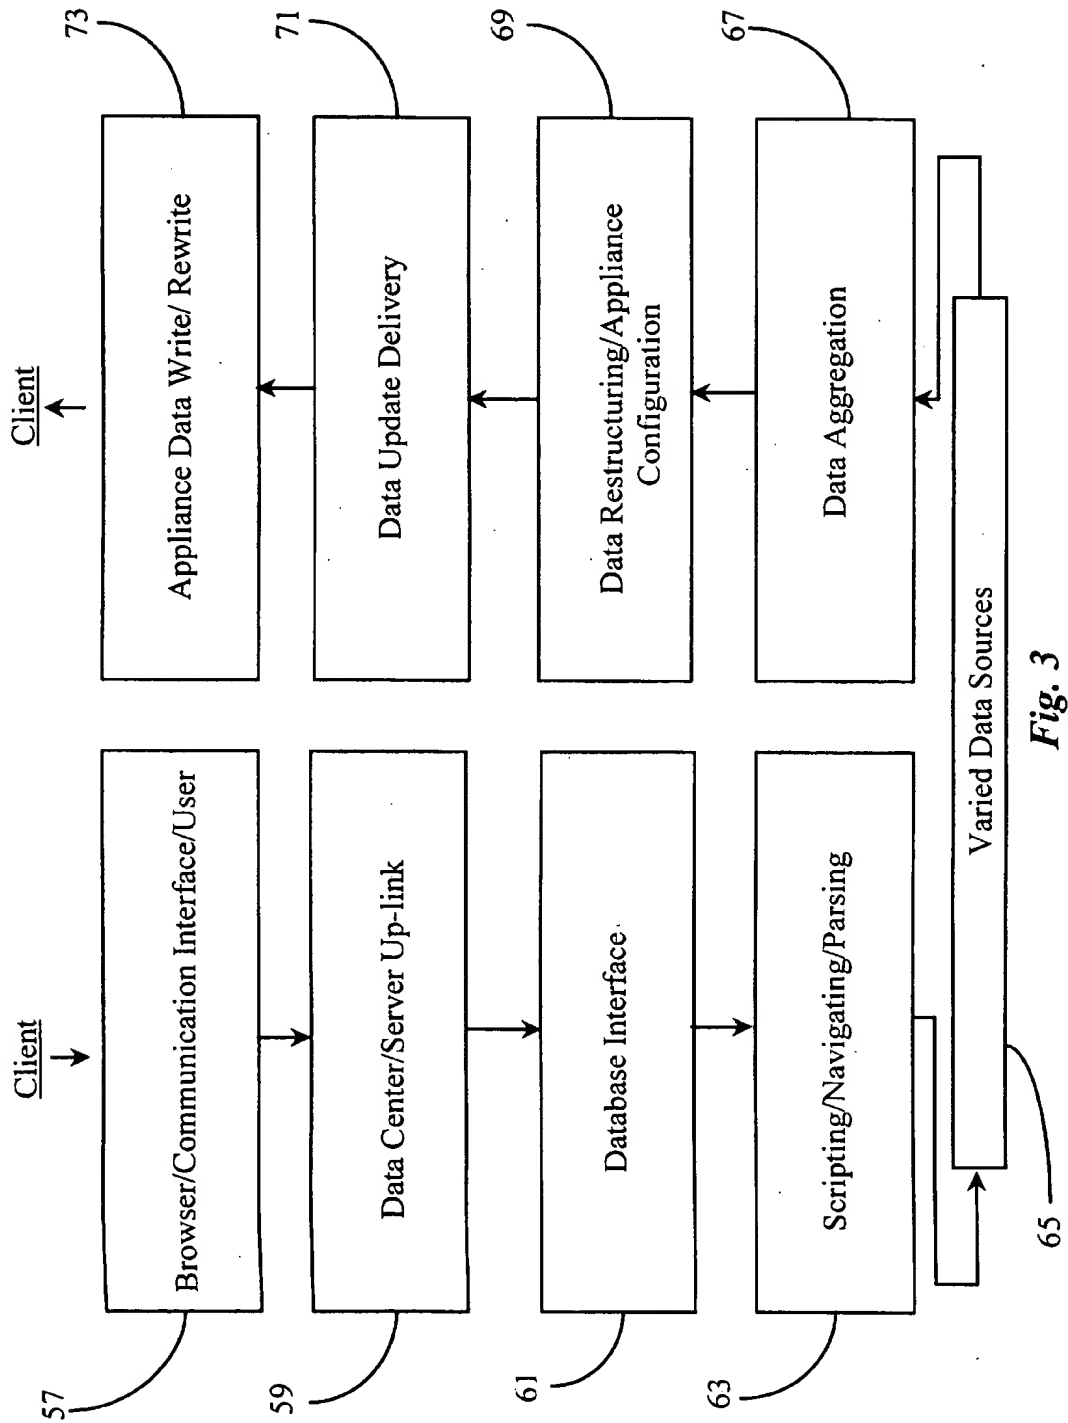 Client
57
Browser/Communication Interface/User
59
Data Center/Server Up-link
61
Database Interface
63
Scripting/Navigating/Parsing
Client
73
Appliance Data Write/ Rewrite
71
Data Update Delivery
69
Data Restructuring/Appliance
Configuration
67
Data Aggregation
Varied Data Sources
65
Fig. 3